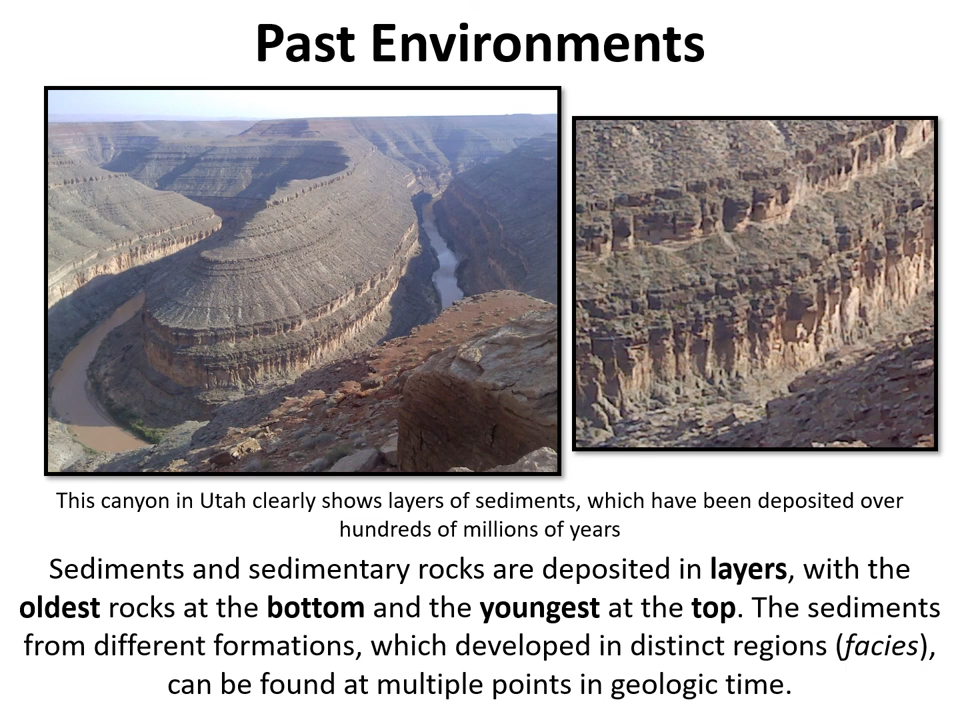 Past Environments
This canyon in Utah clearly shows layers of sediments, which have been deposited over
hundreds of millions of years
Sediments and sedimentary rocks are deposited in layers, with the
oldest rocks at the bottom and the youngest at the top. The sediments
from different formations, which developed in distinct regions (facies),
can be found at multiple points in geologic time.